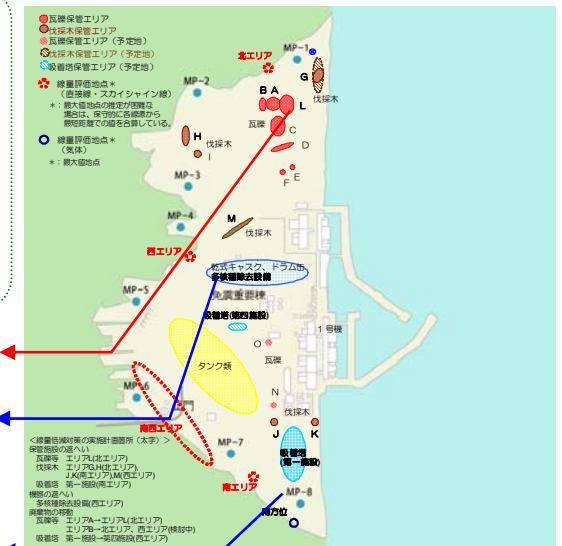 瓦礫保管エリア
伐採木保管エリア
瓦礫保管エリア（予定地）
伐採木保管エリア（予定地）
吸着塔保管エリア（予定地）
線量評価地点＊
（直接線・スカイシャイン線）
＊：最大値地点の推定が困難な
場合は、保守的に各線源から
最短距離での値を合算している。
線量評価地点＊
（気体）
＊：最大値地点
北エリア
MP-1
G
伐採木
MP-2
B A
L
瓦礫
C
D
E
F
H
伐採木
I
MP-3
MP-4
M
伐採木
西エリア
乾式キャスク、ドラム缶
多核種除去設備
免震重要棟
MP-5
吸着塔(第四施設)
1号機
O
瓦礫
タンク類
MP-6
正門
N
伐採木
南西エリア
J
K
MP-7
吸着塔
第一施設)
南エリア
MP-8
南方位
＜線量低減対策の実施計画箇所（太字）＞
保管施設の遮へい
瓦礫等　エリアL(北エリア)
伐採木　エリアG,H(北エリア),
J,K(南エリア),M(西エリア)
吸着塔　第一施設(南エリア)
機器の遮へい
多核種除去設備(西エリア)
廃棄物の移動
瓦礫等　エリアA→エリアL(北エリア)
エリアB→北エリア、西エリア(検討中)
吸着塔　第一施設→第四施設(西エリア)